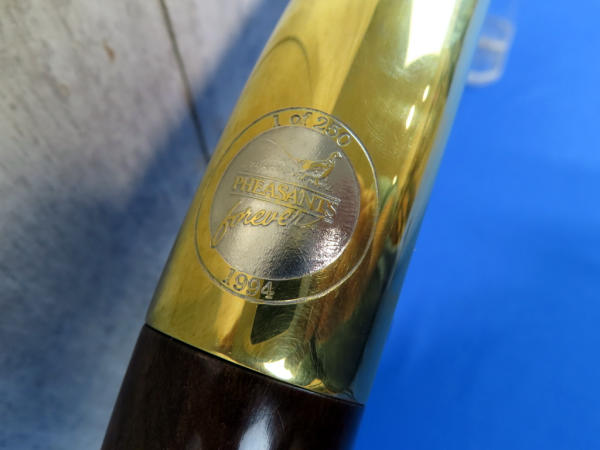 1 of 250
PHEASANTS
forever
1994